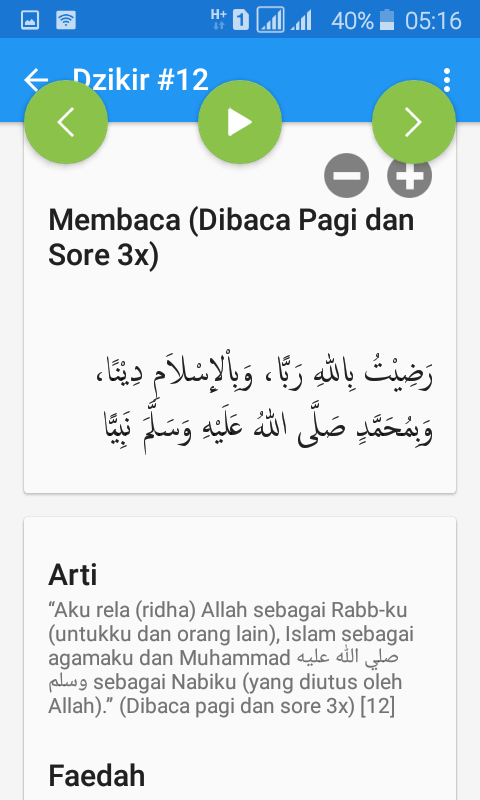 H+ 1 40% 05:16
Dzikir #12
Membaca (Dibaca Pagi dan
Sore 3x)
رَضِيْتُ بِاللهِ رَبًّا، وَبِاْلإِسْلاَمِ دِيْنًا،
وَبِمُحَمَّدٍ صَلَّى اللهُ عَلَيْهِ وَسَلَّمَ نَبِيًّا
Arti
“Aku rela (ridha) Allah sebagai Rabb-ku
(untukku dan orang lain), Islam sebagai
agamaku dan Muhammad صلي الله عليه
وسلم sebagai Nabiku (yang diutus oleh
Allah).” (Dibaca pagi dan sore 3x) [12]
Faedah